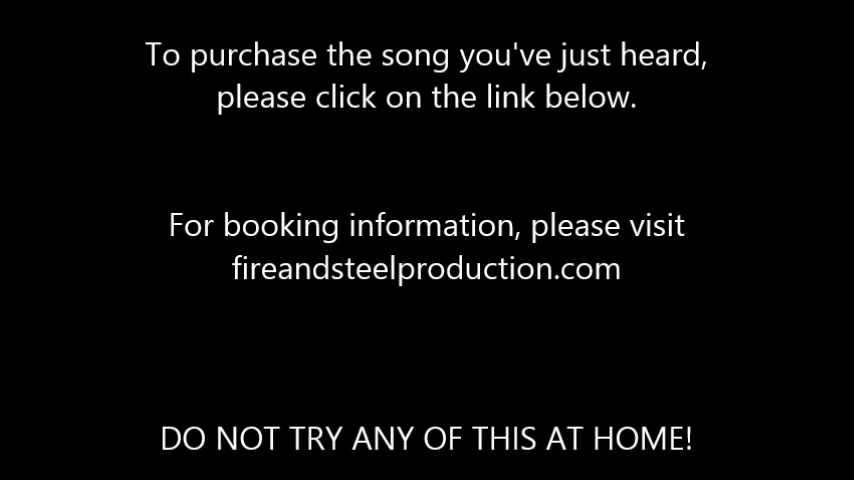 To purchase the song you've just heard,
please click on the link below.
For booking information, please visit
fireandsteelproduction.com
DO NOT TRY ANY OF THIS AT HOME!